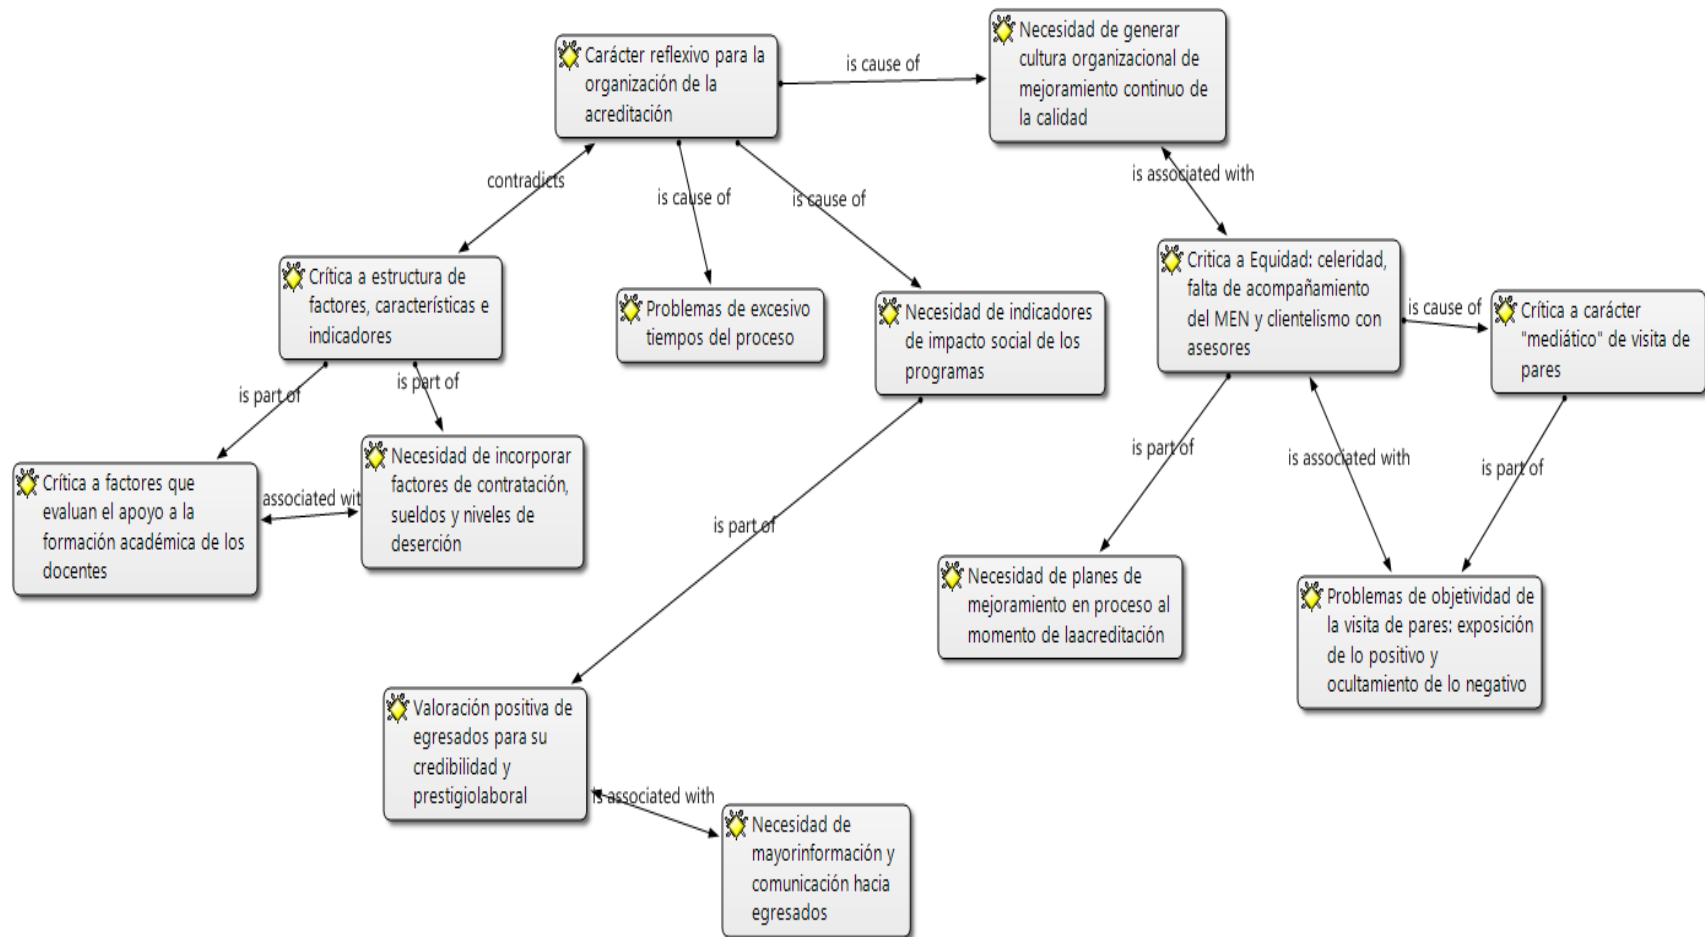 Carácter reflexivo para la
organización de la
acreditación
is cause of
Necesidad de generar
cultura organizacional de
mejoramiento continuo de
la calidad
contradicts
is cause of
is cause of
is associated with
Crítica a estructura de
factores, características e
indicadores
Problemas de excesivo
tiempos del proceso
Necesidad de indicadores
de impacto social de los
programas
Critica a Equidad: celeridad,
falta de acompañamiento
del MEN y clientelismo con
asesores
is cause of
Crítica a carácter
"mediático" de visita de
pares
is part of
is part of
Crítica a factores que
evaluan el apoyo a la
formación académica de los
docentes
associated wit
Necesidad de incorporar
factores de contratación,
sueldos y niveles de
deserción
is part of
is part of
is associated with
is part of
Necesidad de planes de
mejoramiento en proceso al
momento de laacreditación
Problemas de objetividad de
la visita de pares: exposición
de lo positivo y
ocultamiento de lo negativo
Valoración positiva de
egresados para su
credibilidad y
prestigiolaboral
is associated with
Necesidad de
mayorinformación y
comunicación hacia
egresados